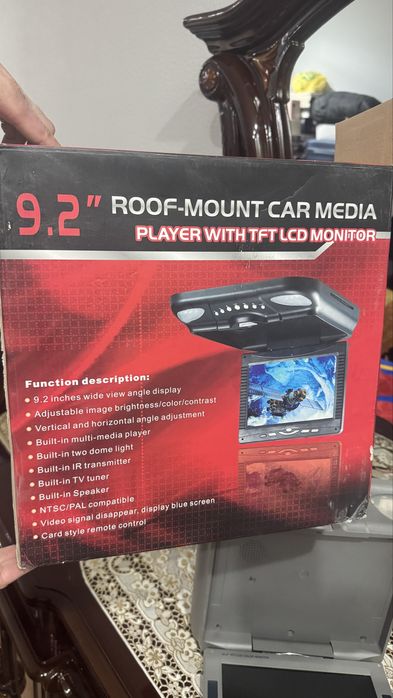 9.2" ROOF-MOUNT CAR MEDIA
PLAYER WITH TFT LCD MONITOR
Function description:
• 9.2 inches wide view angle display
• Adjustable image brightness/color/contrast
• Vertical and horizontal angle adjustment
• Built-in multi-media player
• Built-in two dome light
• Built-in IR transmitter
• Built-in TV tuner
• Built-in Speaker
• NTSC/PAL compatible
• Video signal disappear, display blue screen
• Card style remote control